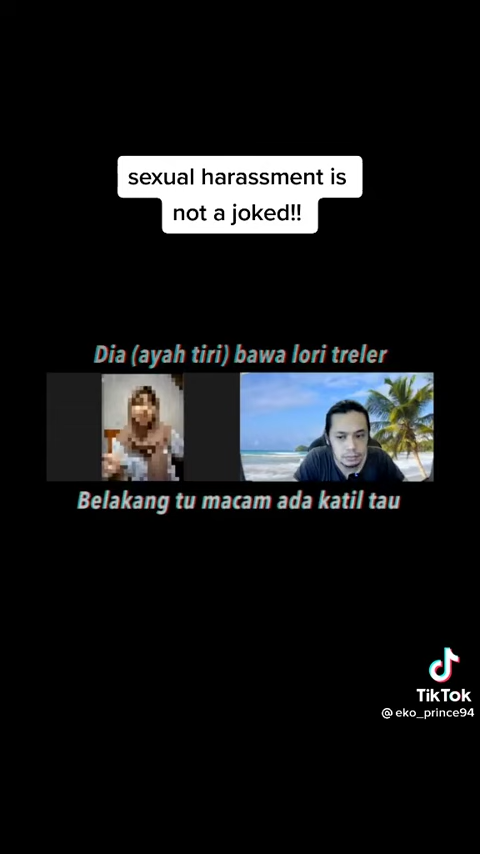 sexual harassment is
not a joked!!
Dia (ayah tiri) bawa lori treler
Belakang tu macam ada katil tau
TikTok
@ eko_prince94